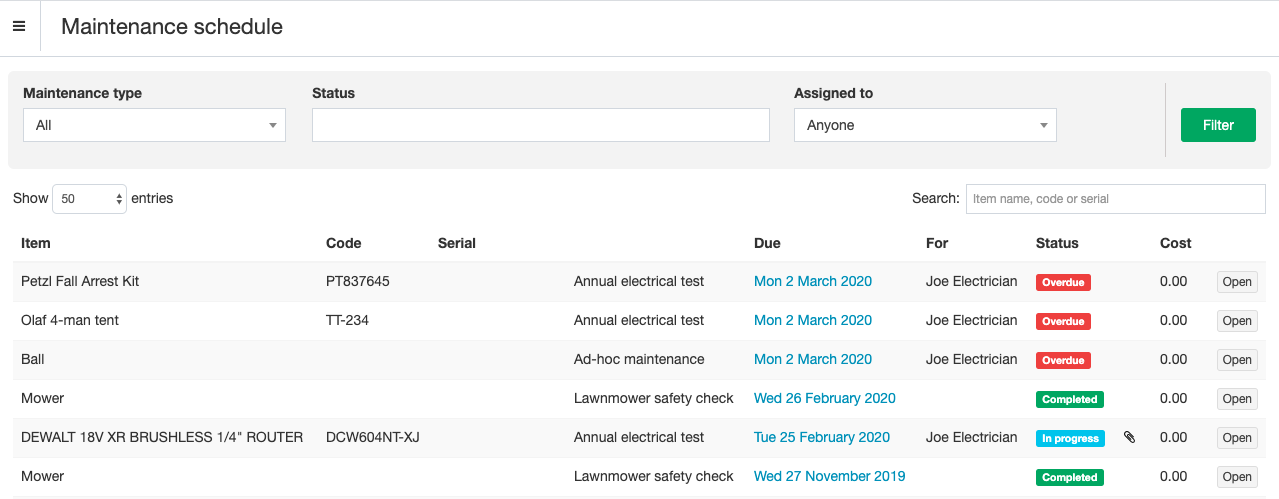 Maintenance schedule
Maintenance type Status Assigned to
All Anyone Filter
Show 50 entries Search: Item name, code or serial
Item Code Serial Due For Status Cost
Petzl Fall Arrest Kit PT837645 Annual electrical test Mon 2 March 2020 Joe Electrician Overdue 0.00 Open
Olaf 4-man tent TT-234 Annual electrical test Mon 2 March 2020 Joe Electrician Overdue 0.00 Open
Ball Ad-hoc maintenance Mon 2 March 2020 Joe Electrician Overdue 0.00 Open
Mower Lawnmower safety check Wed 26 February 2020 Completed 0.00 Open
DEWALT 18V XR BRUSHLESS 1/4" ROUTER DCW604NT-XJ Annual electrical test Tue 25 February 2020 Joe Electrician In progress 0.00 Open
Mower Lawnmower safety check Wed 27 November 2019 Completed 0.00 Open